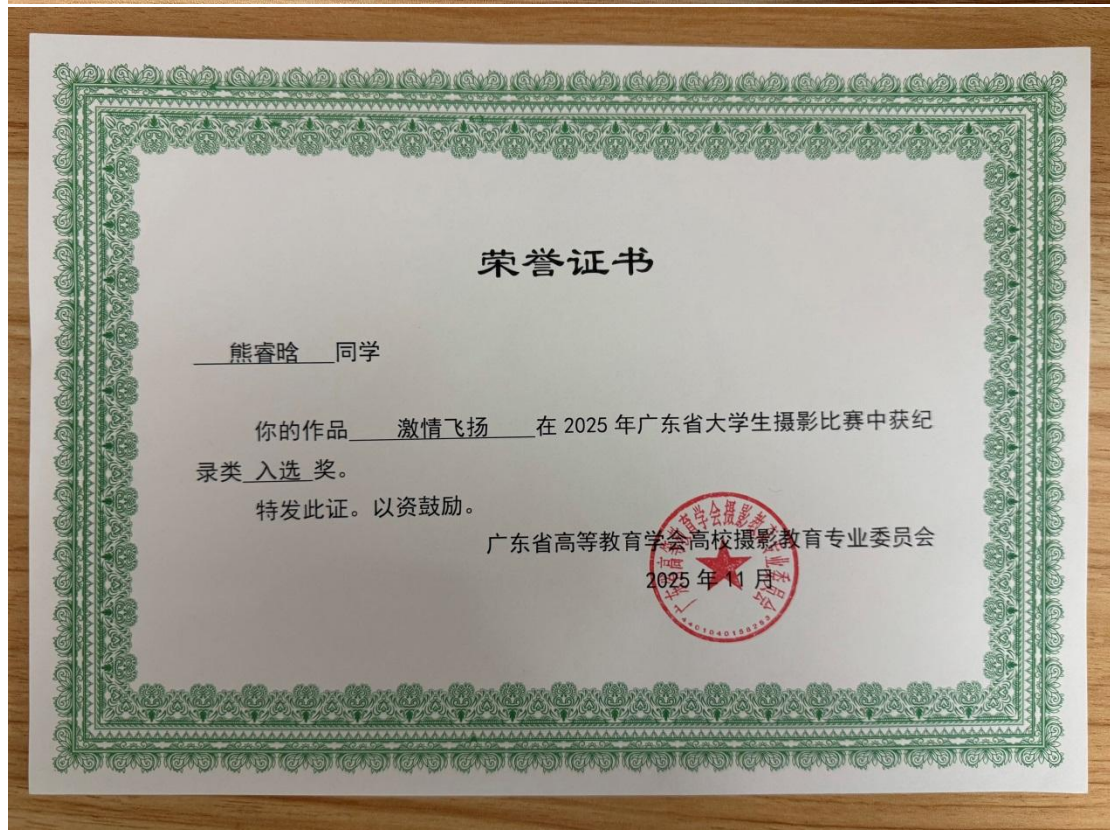 荣誉证书
熊睿晗 同学
你的作品 激情飞扬 在 2025 年广东省大学生摄影比赛中获纪
录类 入选 奖。
特发此证。以资鼓励。
广东省高等教育学会高校摄影教育专业委员会
2025 年 11 月